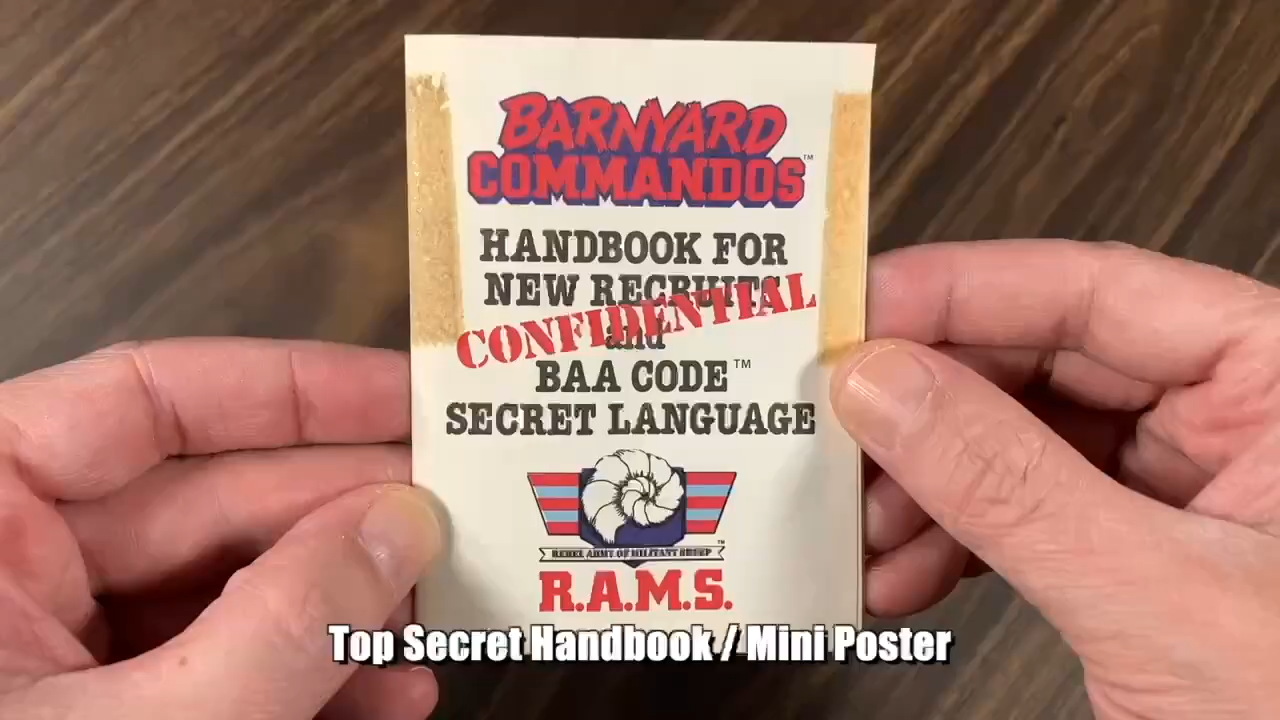 BARNYARD
COMMANDOS™
HANDBOOK FOR
NEW RECRUITS
CONFIDENTIAL
and
BAA CODE™
SECRET LANGUAGE
™
REBEL ARMY OF MILITANT SHEEP
R.A.M.S.
Top Secret Handbook / Mini Poster